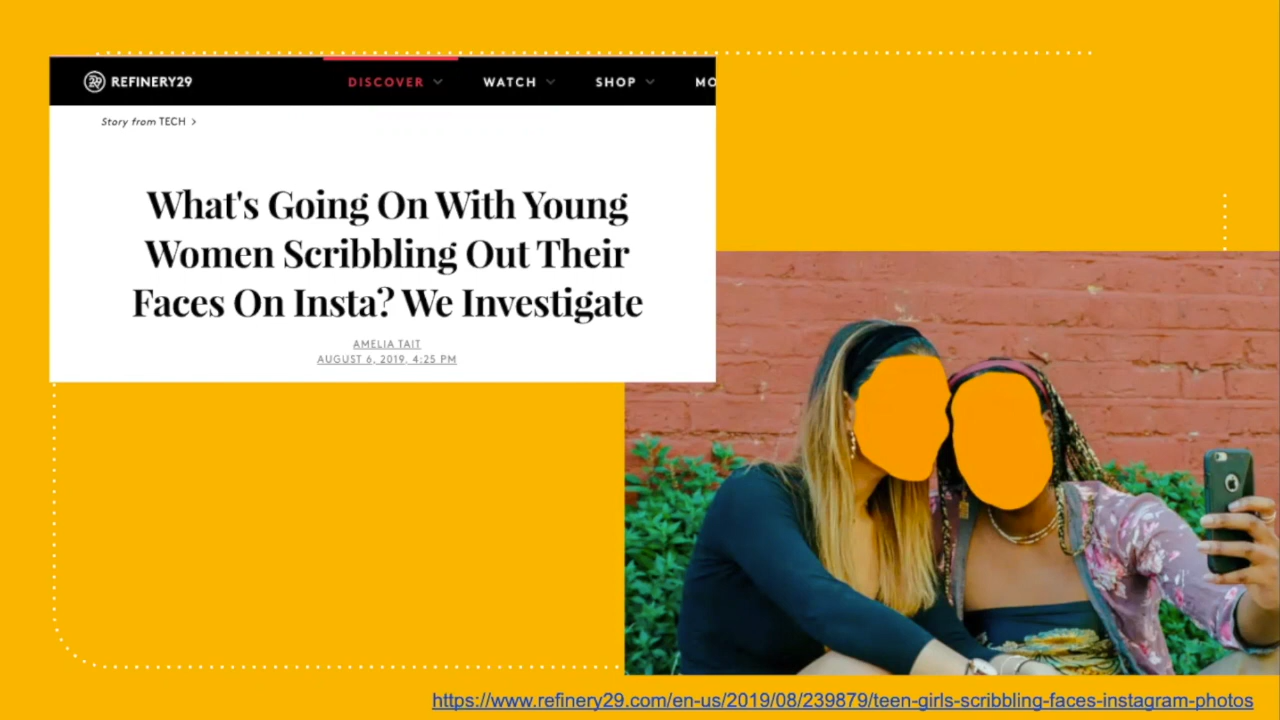 REFINERY29 DISCOVER WATCH SHOP MO
Story from TECH >
What's Going On With Young
Women Scribbling Out Their
Faces On Insta? We Investigate
AMELIA TAIT
AUGUST 6, 2019, 4:25 PM
https://www.refinery29.com/en-us/2019/08/239879/teen-girls-scribbling-faces-instagram-photos